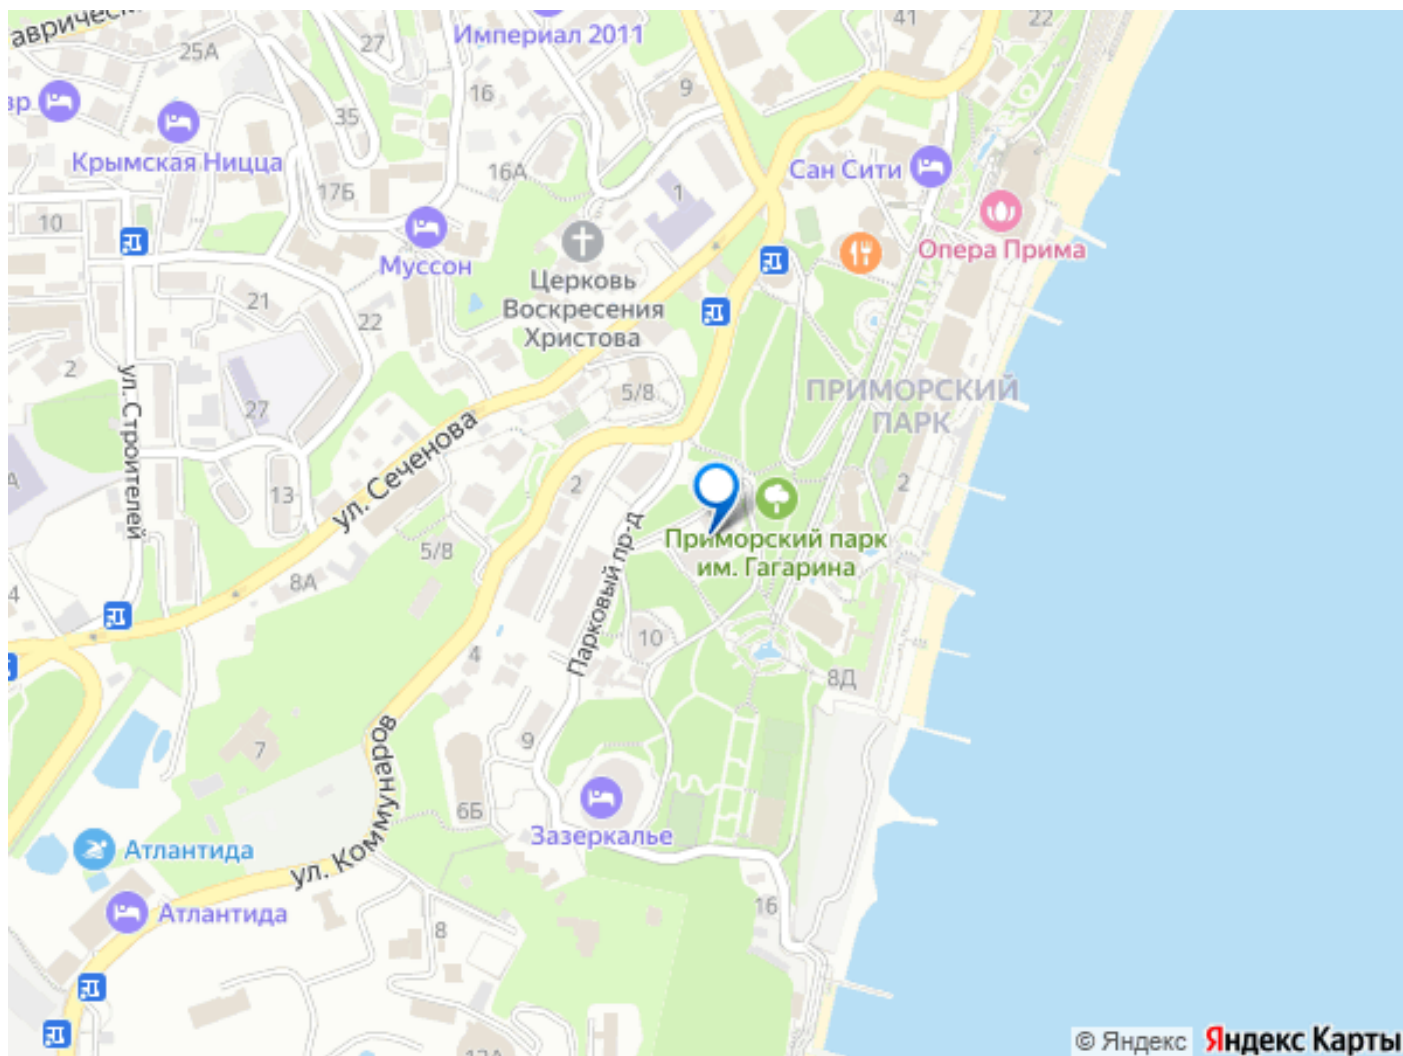 аврическ
27
25А
Империал 2011
41
22
вр
Крымская Ницца
35
16
9
17Б
16А
1
Сан Сити
10
Муссон
Церковь
Воскресения
Христова
Опера Прима
21
22
2
5/8
ПРИМОРСКИЙ
ПАРК
ул. Строителей
27
ул. Сеченова
13
2
2
5/8
8А
4
Приморский парк
им. Гагарина
Парковый пр-д
10
4
8Д
7
9
ул. Коммунаров
6Б
Зазеркалье
Атлантида
Атлантида
8
16
© Яндекс
Яндекс Карты